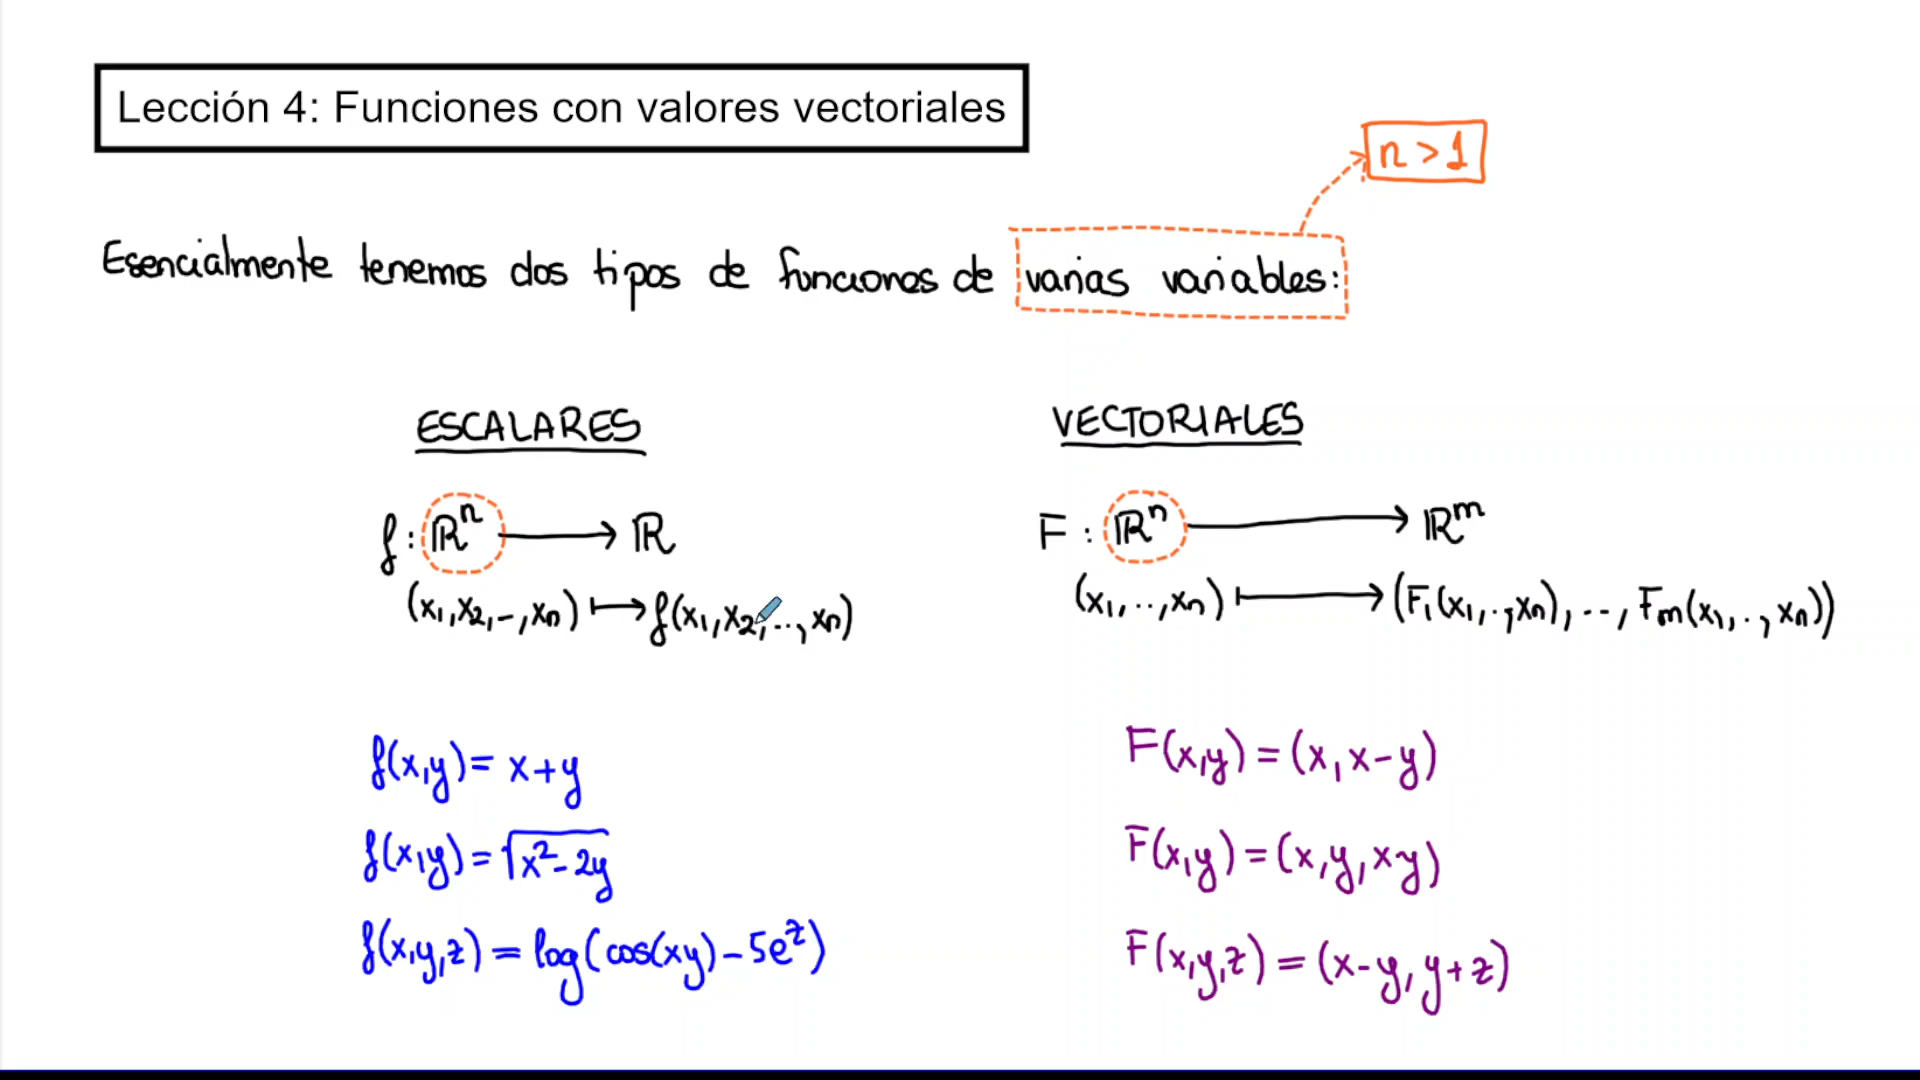 Lección 4: Funciones con valores vectoriales
n > 1
Esencialmente tenemos dos tipos de funciones de varias variables:
ESCALARES
f : ℝⁿ ⟶ ℝ
(x₁, x₂, –, xₙ) ⟼ f(x₁, x₂, .., xₙ)
f(x,y) = x+y
f(x,y) = √(x²-2y)
f(x,y,z) = log(cos(xy) - 5e^z)
VECTORIALES
F : ℝⁿ ⟶ ℝᵐ
(x₁, .., xₙ) ⟼ (F₁(x₁, .., xₙ), --, Fₘ(x₁, .., xₙ))
F(x,y) = (x, x-y)
F(x,y) = (x, y, xy)
F(x,y,z) = (x-y, y+z)